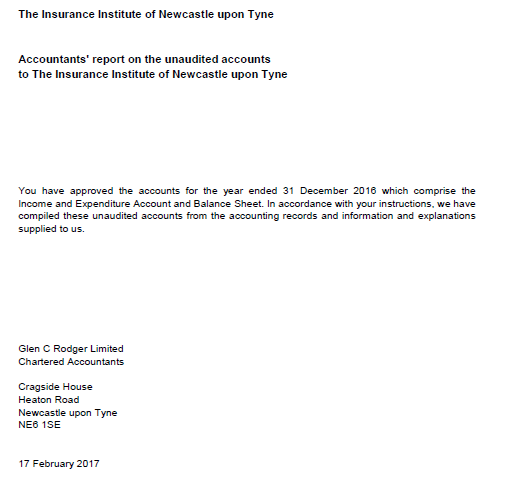 The Insurance Institute of Newcastle upon Tyne
Accountants' report on the unaudited accounts
to The Insurance Institute of Newcastle upon Tyne
You have approved the accounts for the year ended 31 December 2016 which comprise the
Income and Expenditure Account and Balance Sheet. In accordance with your instructions, we have
compiled these unaudited accounts from the accounting records and information and explanations
supplied to us.
Glen C Rodger Limited
Chartered Accountants
Cragside House
Heaton Road
Newcastle upon Tyne
NE6 1SE
17 February 2017